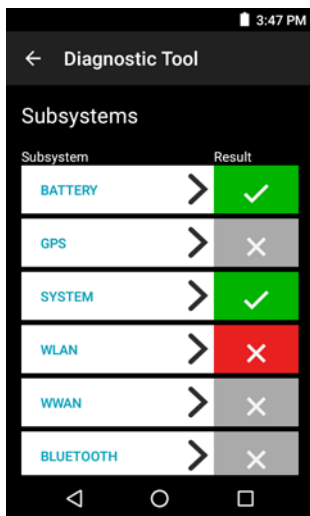 3:47 PM
Diagnostic Tool
Subsystems
Subsystem Result
BATTERY
GPS
SYSTEM
WLAN
WWAN
BLUETOOTH